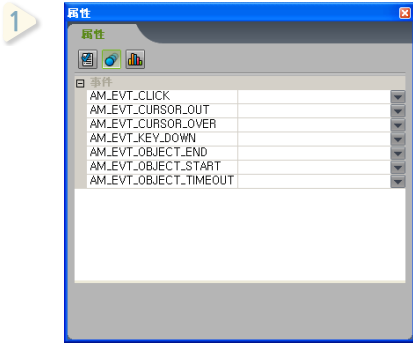 1
属性
属性
事件
AM_EVT_CLICK
AM_EVT_CURSOR_OUT
AM_EVT_CURSOR_OVER
AM_EVT_KEY_DOWN
AM_EVT_OBJECT_END
AM_EVT_OBJECT_START
AM_EVT_OBJECT_TIMEOUT